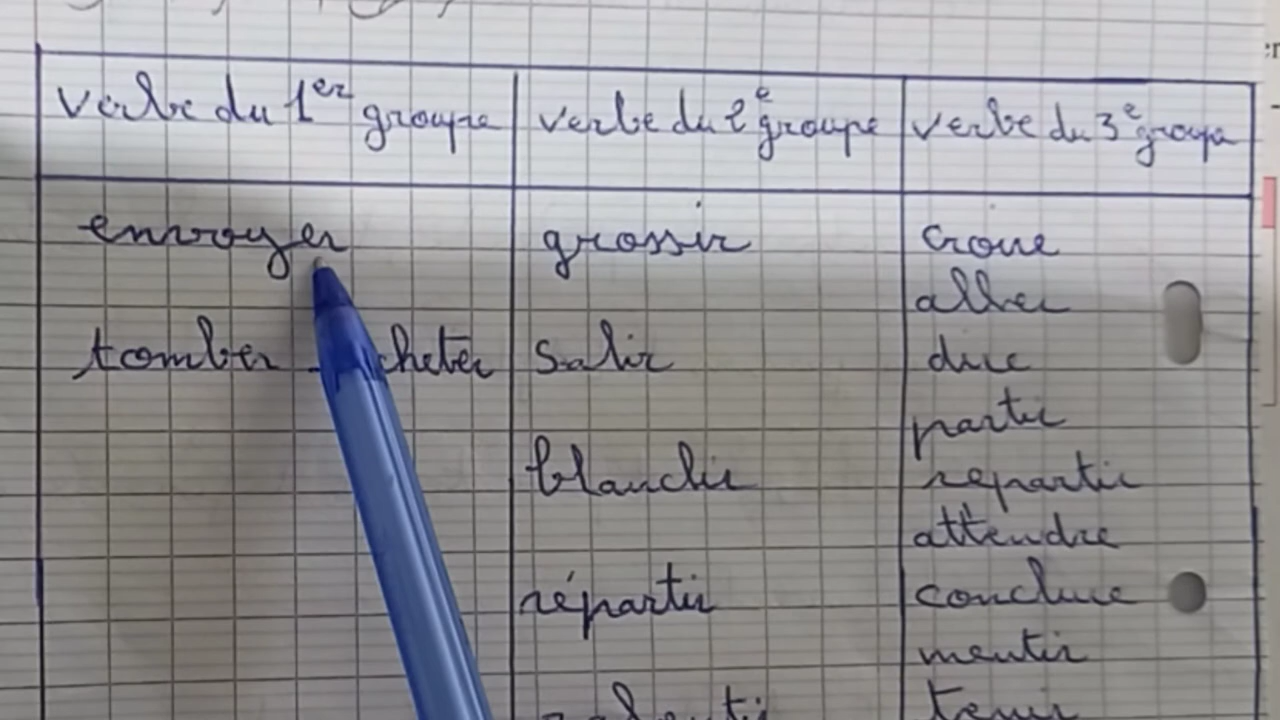 Verbe du 1er groupe
verbe du 2e groupe
verbe du 3e groupe
envoyer
grossir
croire
aller
tomber
salir
dire
partir
blanchir
repartir
attendre
répartir
conclure
mentir
tenir